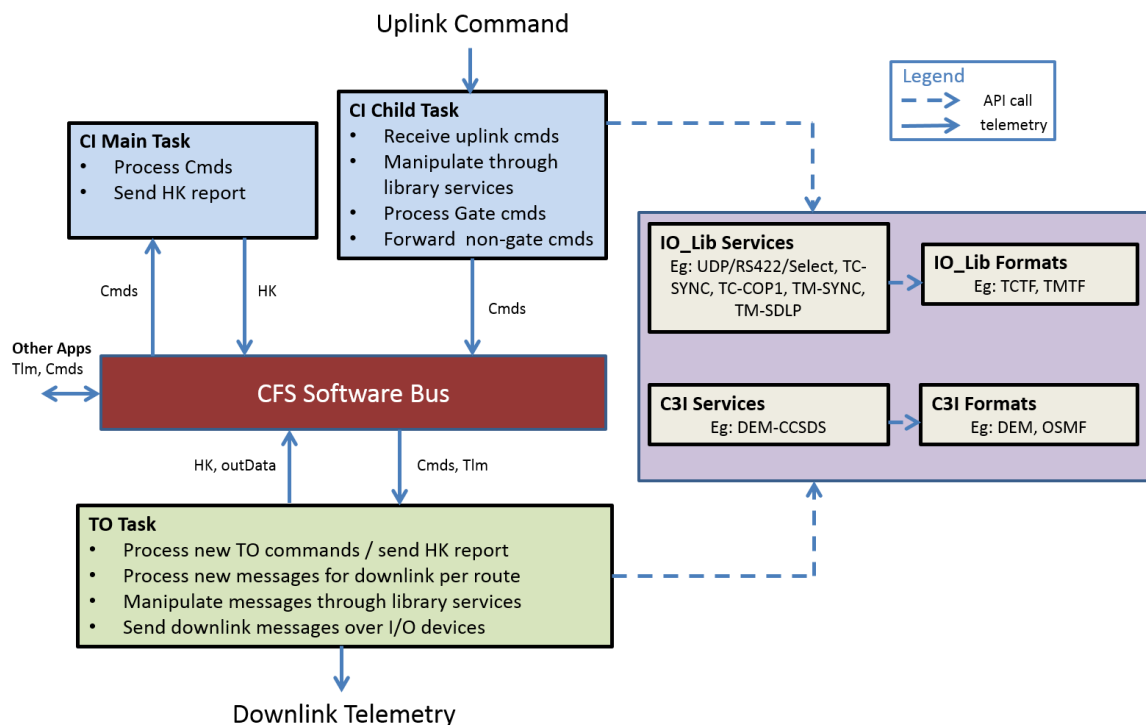 Uplink Command
Legend
API call
telemetry
CI Child Task
• Receive uplink cmds
• Manipulate through
library services
• Process Gate cmds
• Forward non-gate cmds
CI Main Task
• Process Cmds
• Send HK report
IO_Lib Services
Eg: UDP/RS422/Select, TC-
SYNC, TC-COP1, TM-SYNC,
TM-SDLP
IO_Lib Formats
Eg: TCTF, TMTF
Cmds
HK
Cmds
Other Apps
Tlm, Cmds
CFS Software Bus
C3I Services
Eg: DEM-CCSDS
C3I Formats
Eg: DEM, OSMF
HK, outData
Cmds, Tlm
TO Task
• Process new TO commands / send HK report
• Process new messages for downlink per route
• Manipulate messages through library services
• Send downlink messages over I/O devices
Downlink Telemetry